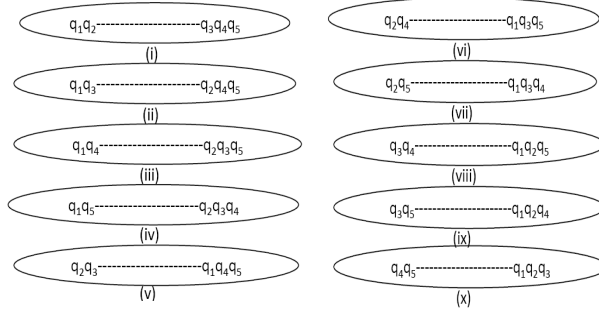 q₁q₂--------------------q₃q₄q₅
(i)
q₁q₃--------------------q₂q₄q₅
(ii)
q₁q₄--------------------q₂q₃q₅
(iii)
q₁q₅--------------------q₂q₃q₄
(iv)
q₂q₃--------------------q₁q₄q₅
(v)
q₂q₄--------------------q₁q₃q₅
(vi)
q₂q₅--------------------q₁q₃q₄
(vii)
q₃q₄--------------------q₁q₂q₅
(viii)
q₃q₅--------------------q₁q₂q₄
(ix)
q₄q₅--------------------q₁q₂q₃
(x)